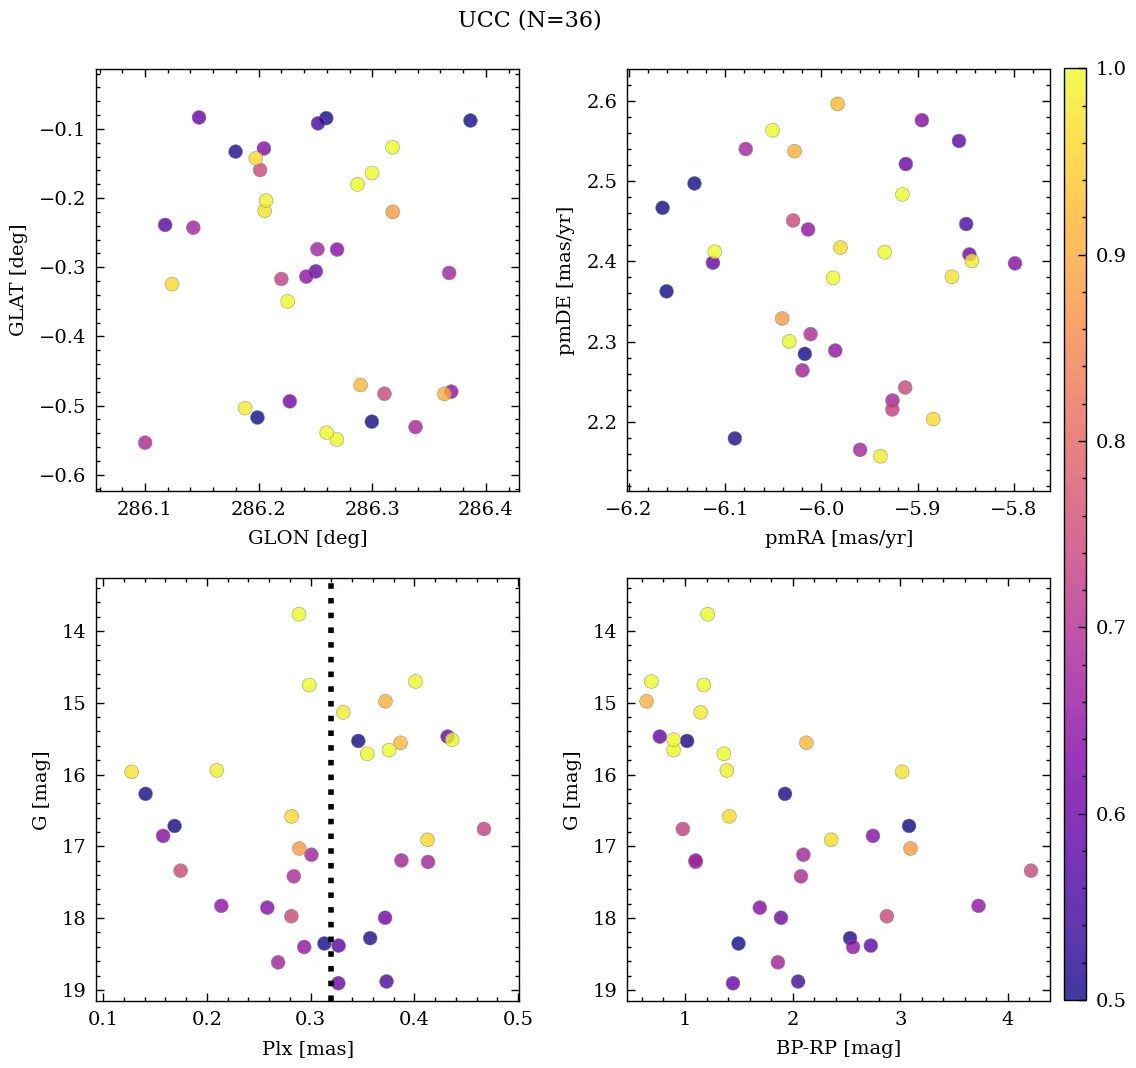 UCC (N=36)
−0.1
−0.2
−0.3
−0.4
−0.5
−0.6
GLAT [deg]
286.1 286.2 286.3 286.4
GLON [deg]
2.6
2.5
2.4
2.3
2.2
pmDE [mas/yr]
−6.2 −6.1 −6.0 −5.9 −5.8
pmRA [mas/yr]
14
15
16
17
18
19
G [mag]
0.1 0.2 0.3 0.4 0.5
Plx [mas]
14
15
16
17
18
19
G [mag]
1 2 3 4
BP-RP [mag]
1.0
0.9
0.8
0.7
0.6
0.5